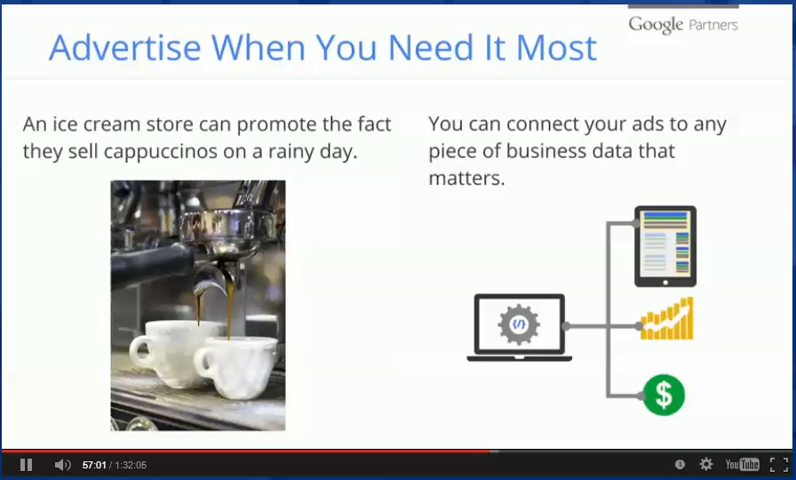 Google Partners
Advertise When You Need It Most
An ice cream store can promote the fact
they sell cappuccinos on a rainy day.
You can connect your ads to any
piece of business data that
matters.
</>
$
57:01 / 1:32:05
YouTube